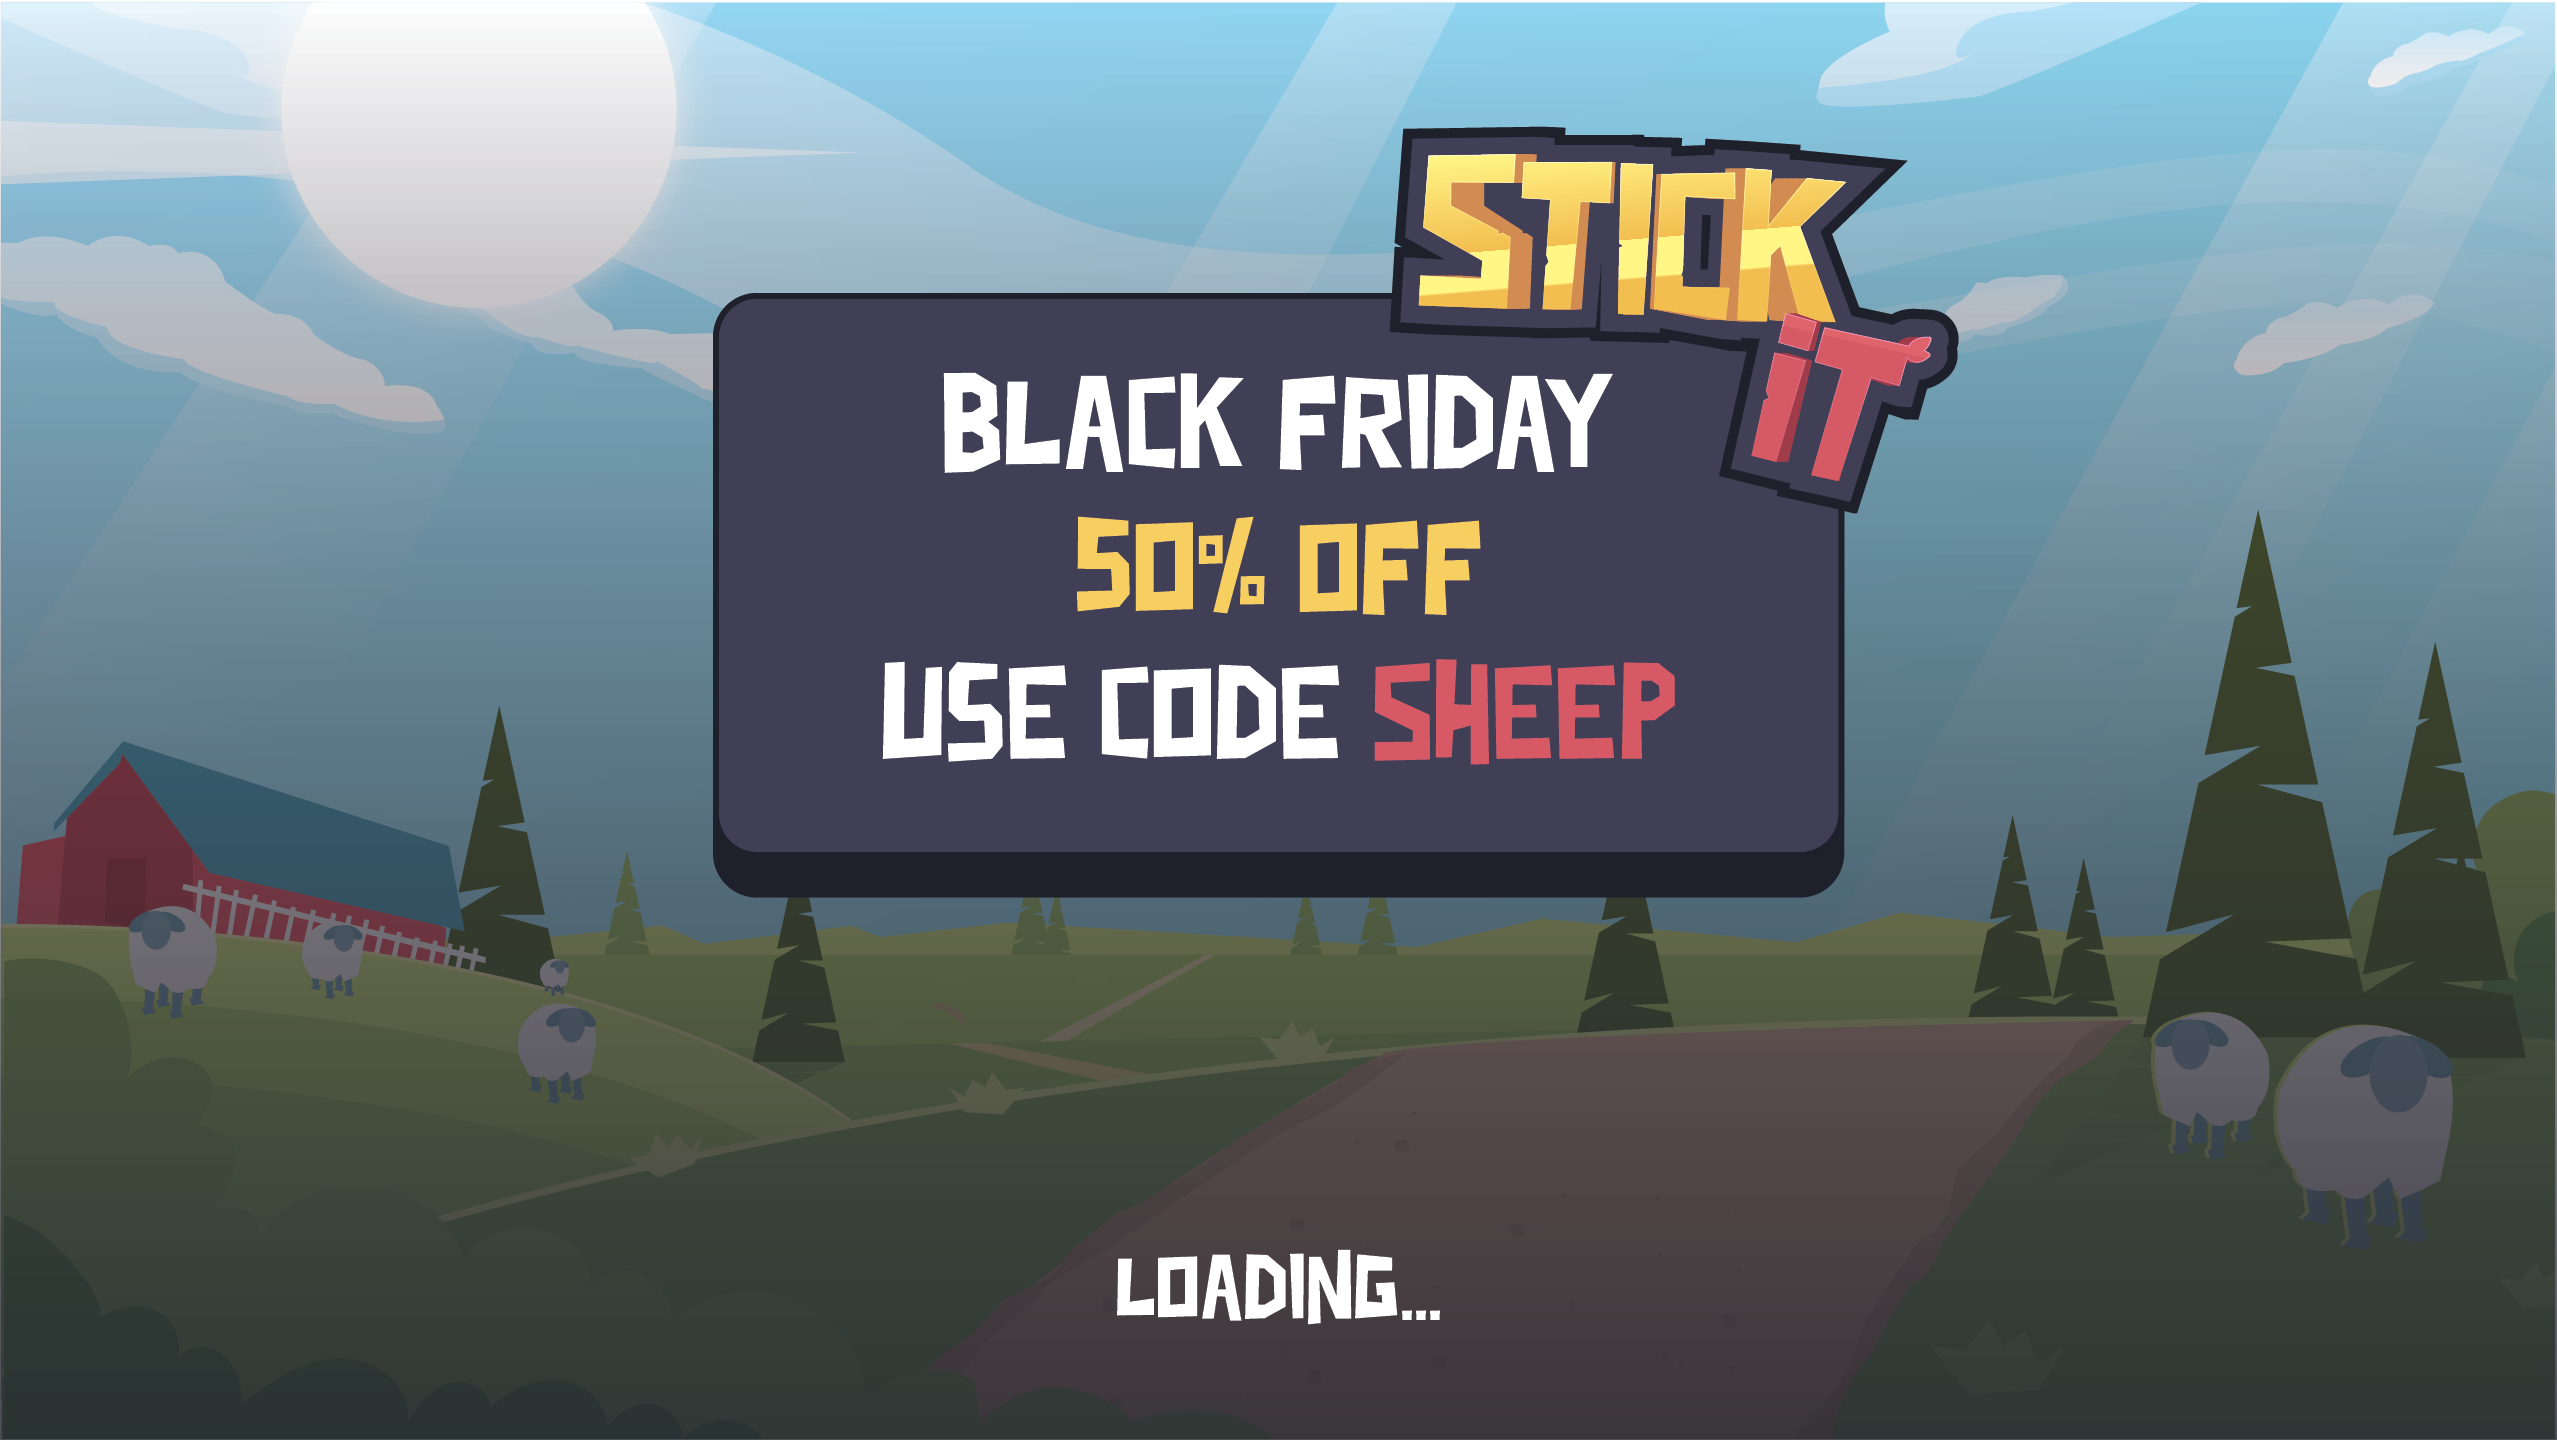 STICK
iT
BLACK FRIDAY
50% OFF
USE CODE SHEEP
LOADING...